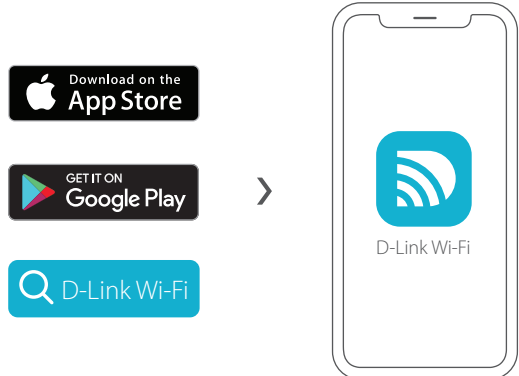 Download on the
App Store
GET IT ON
Google Play
D-Link Wi-Fi
D-Link Wi-Fi